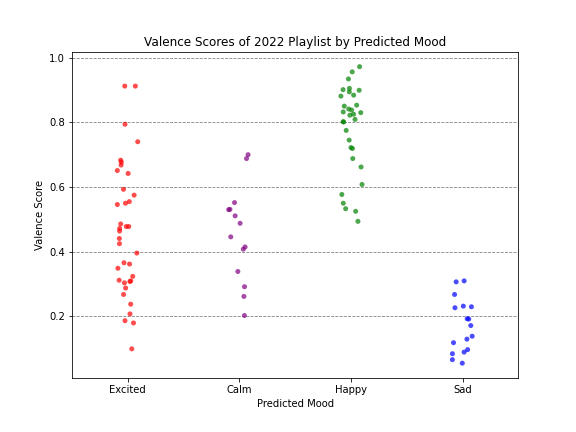 Valence Scores of 2022 Playlist by Predicted Mood
1.0
0.8
0.6
0.4
0.2
Valence Score
Excited Calm Happy Sad
Predicted Mood